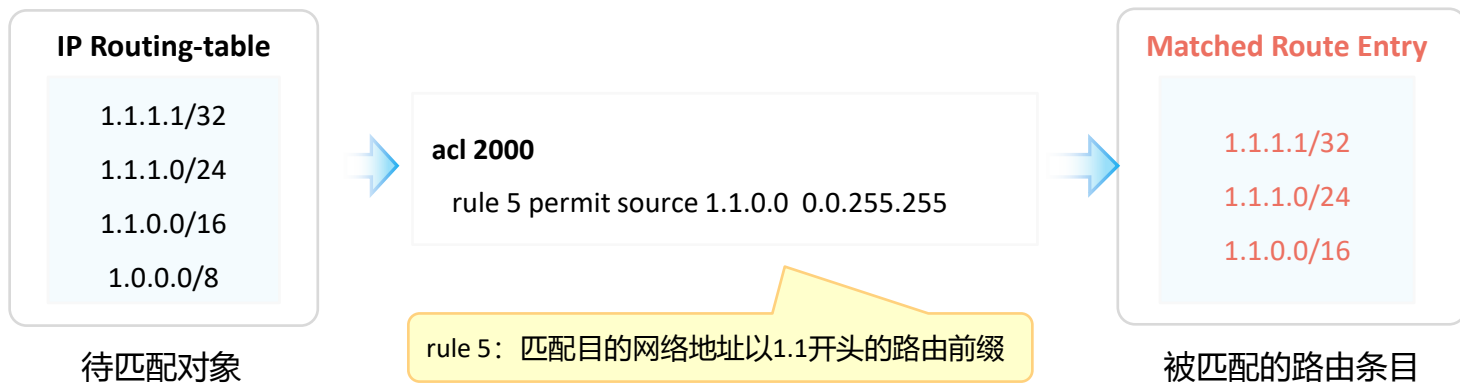 IP Routing-table
1.1.1.1/32
1.1.1.0/24
1.1.0.0/16
1.0.0.0/8
待匹配对象
acl 2000
rule 5 permit source 1.1.0.0 0.0.255.255
rule 5：匹配目的网络地址以1.1开头的路由前缀
Matched Route Entry
1.1.1.1/32
1.1.1.0/24
1.1.0.0/16
被匹配的路由条目